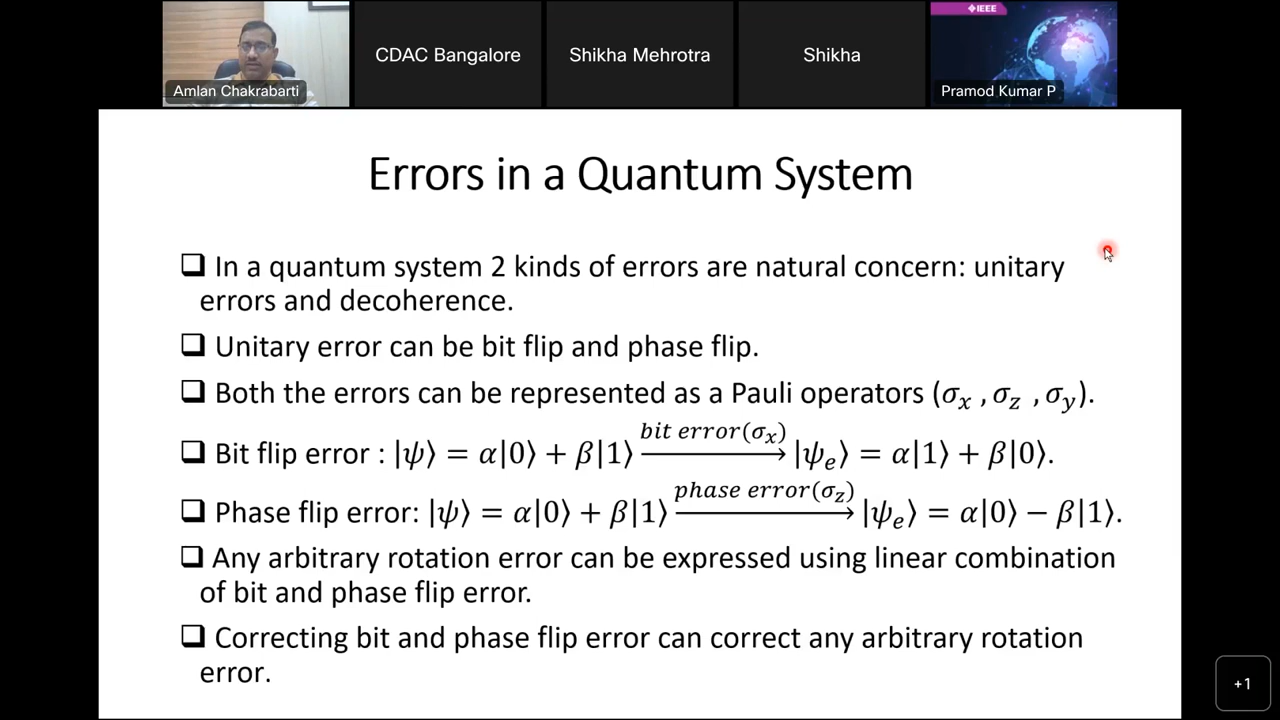 IEEE
CDAC Bangalore
Shikha Mehrotra
Shikha
Amlan Chakrabarti
Pramod Kumar P
Errors in a Quantum System
❑ In a quantum system 2 kinds of errors are natural concern: unitary
errors and decoherence.
❑ Unitary error can be bit flip and phase flip.
❑ Both the errors can be represented as a Pauli operators (σₓ , σ_z , σ_y).
❑ Bit flip error : |ψ⟩ = α|0⟩ + β|1⟩ bit error(σₓ) → |ψₑ⟩ = α|1⟩ + β|0⟩.
❑ Phase flip error: |ψ⟩ = α|0⟩ + β|1⟩ phase error(σ_z) → |ψₑ⟩ = α|0⟩ − β|1⟩.
❑ Any arbitrary rotation error can be expressed using linear combination
of bit and phase flip error.
❑ Correcting bit and phase flip error can correct any arbitrary rotation
error.
+1